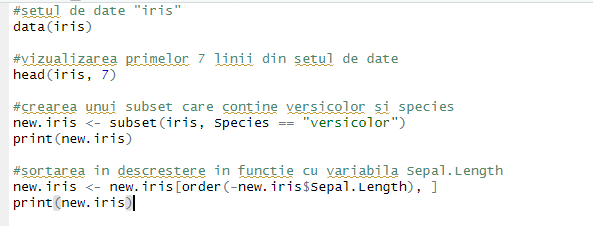 #setul de date "iris"
data(iris)
#vizualizarea primelor 7 linii din setul de date
head(iris, 7)
#crearea unui subset care contine versicolor si species
new.iris <- subset(iris, Species == "versicolor")
print(new.iris)
#sortarea in descrestere in functie cu variabila Sepal.Length
new.iris <- new.iris[order(-new.iris$Sepal.Length), ]
print(new.iris)